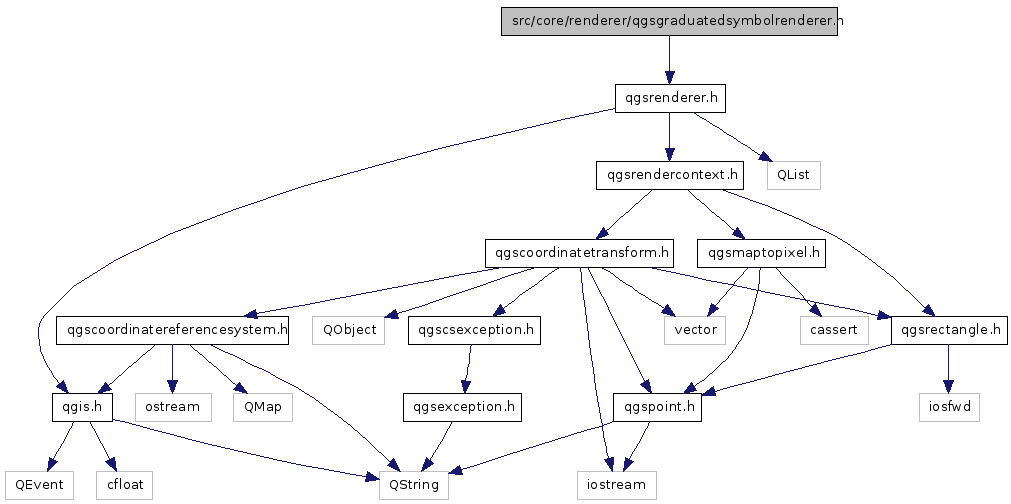 src/core/renderer/qgsgraduatedsymbolrenderer.h
qgsrenderer.h
qgsrendercontext.h
QList
qgscoordinatetransform.h
qgsmaptopixel.h
qgscoordinatereferencesystem.h
QObject
qgscsexception.h
vector
cassert
qgsrectangle.h
qgis.h
ostream
QMap
qgsexception.h
qgspoint.h
iosfwd
QEvent
cfloat
QString
iostream